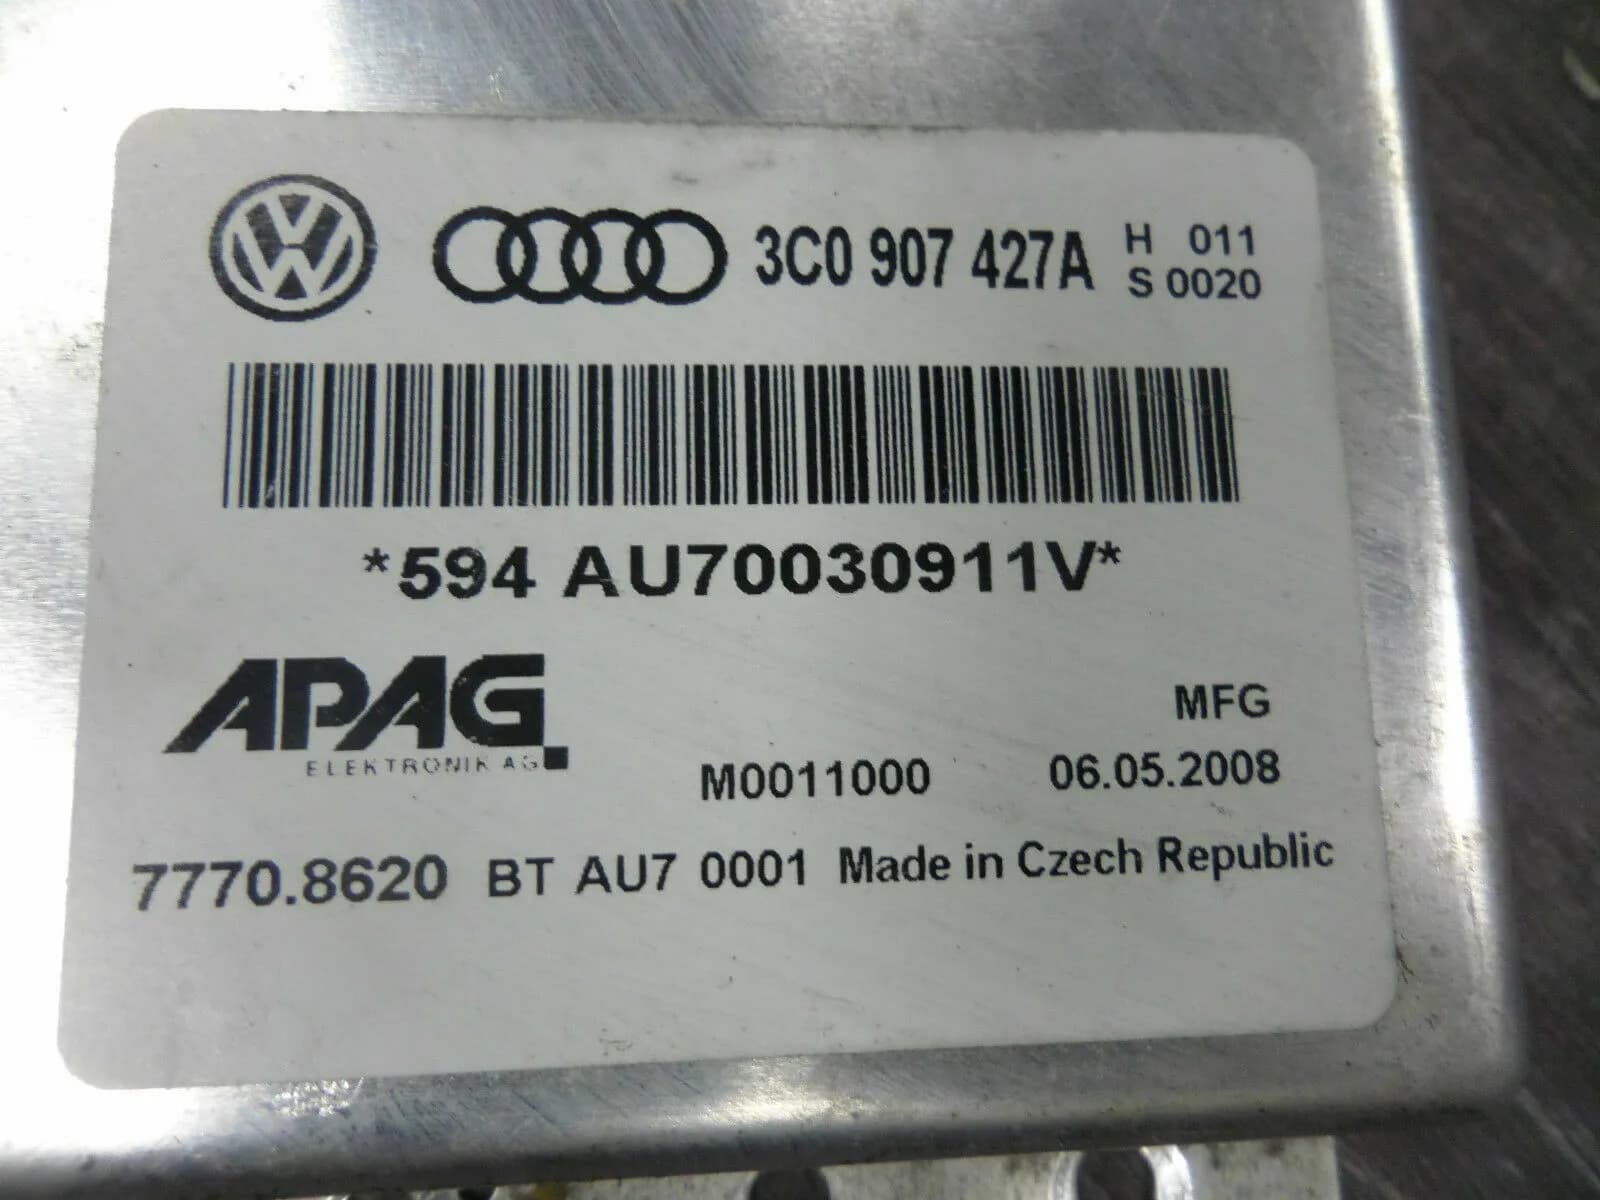 3C0 907 427A H 011
S 0020
*594 AU70030911V*
APAG
ELEKTRONIK AG
MFG
M0011000 06.05.2008
7770.8620 BT AU7 0001 Made in Czech Republic